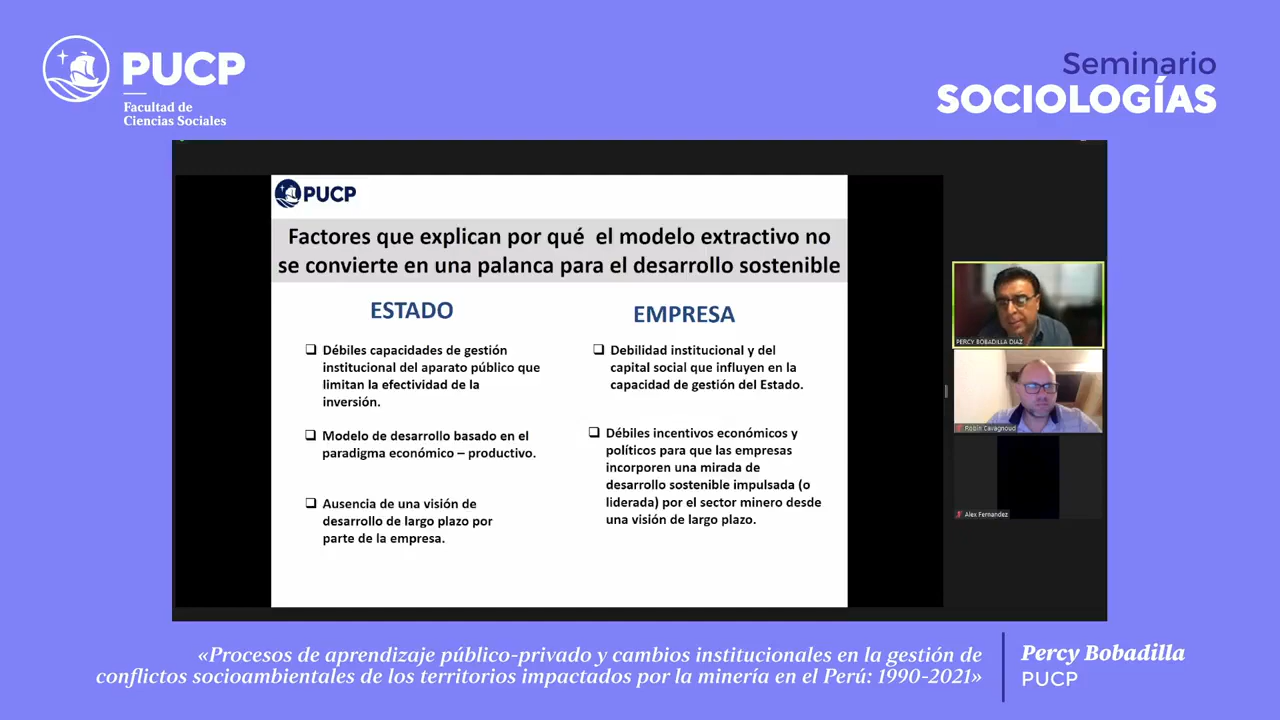 PUCP
Facultad de
Ciencias Sociales
Seminario
SOCIOLOGÍAS
PUCP
Factores que explican por qué el modelo extractivo no
se convierte en una palanca para el desarrollo sostenible
ESTADO
❑ Débiles capacidades de gestión
institucional del aparato público que
limitan la efectividad de la
inversión.
❑ Modelo de desarrollo basado en el
paradigma económico – productivo.
❑ Ausencia de una visión de
desarrollo de largo plazo por
parte de la empresa.
EMPRESA
❑ Debilidad institucional y del
capital social que influyen en la
capacidad de gestión del Estado.
❑ Débiles incentivos económicos y
políticos para que las empresas
incorporen una mirada de
desarrollo sostenible impulsada (o
liderada) por el sector minero desde
una visión de largo plazo.
PERCY BOBADILLA DIAZ
Robin Cavagnoud
Alex Fernandez
«Procesos de aprendizaje público-privado y cambios institucionales en la gestión de
conflictos socioambientales de los territorios impactados por la minería en el Perú: 1990-2021»
Percy Bobadilla
PUCP